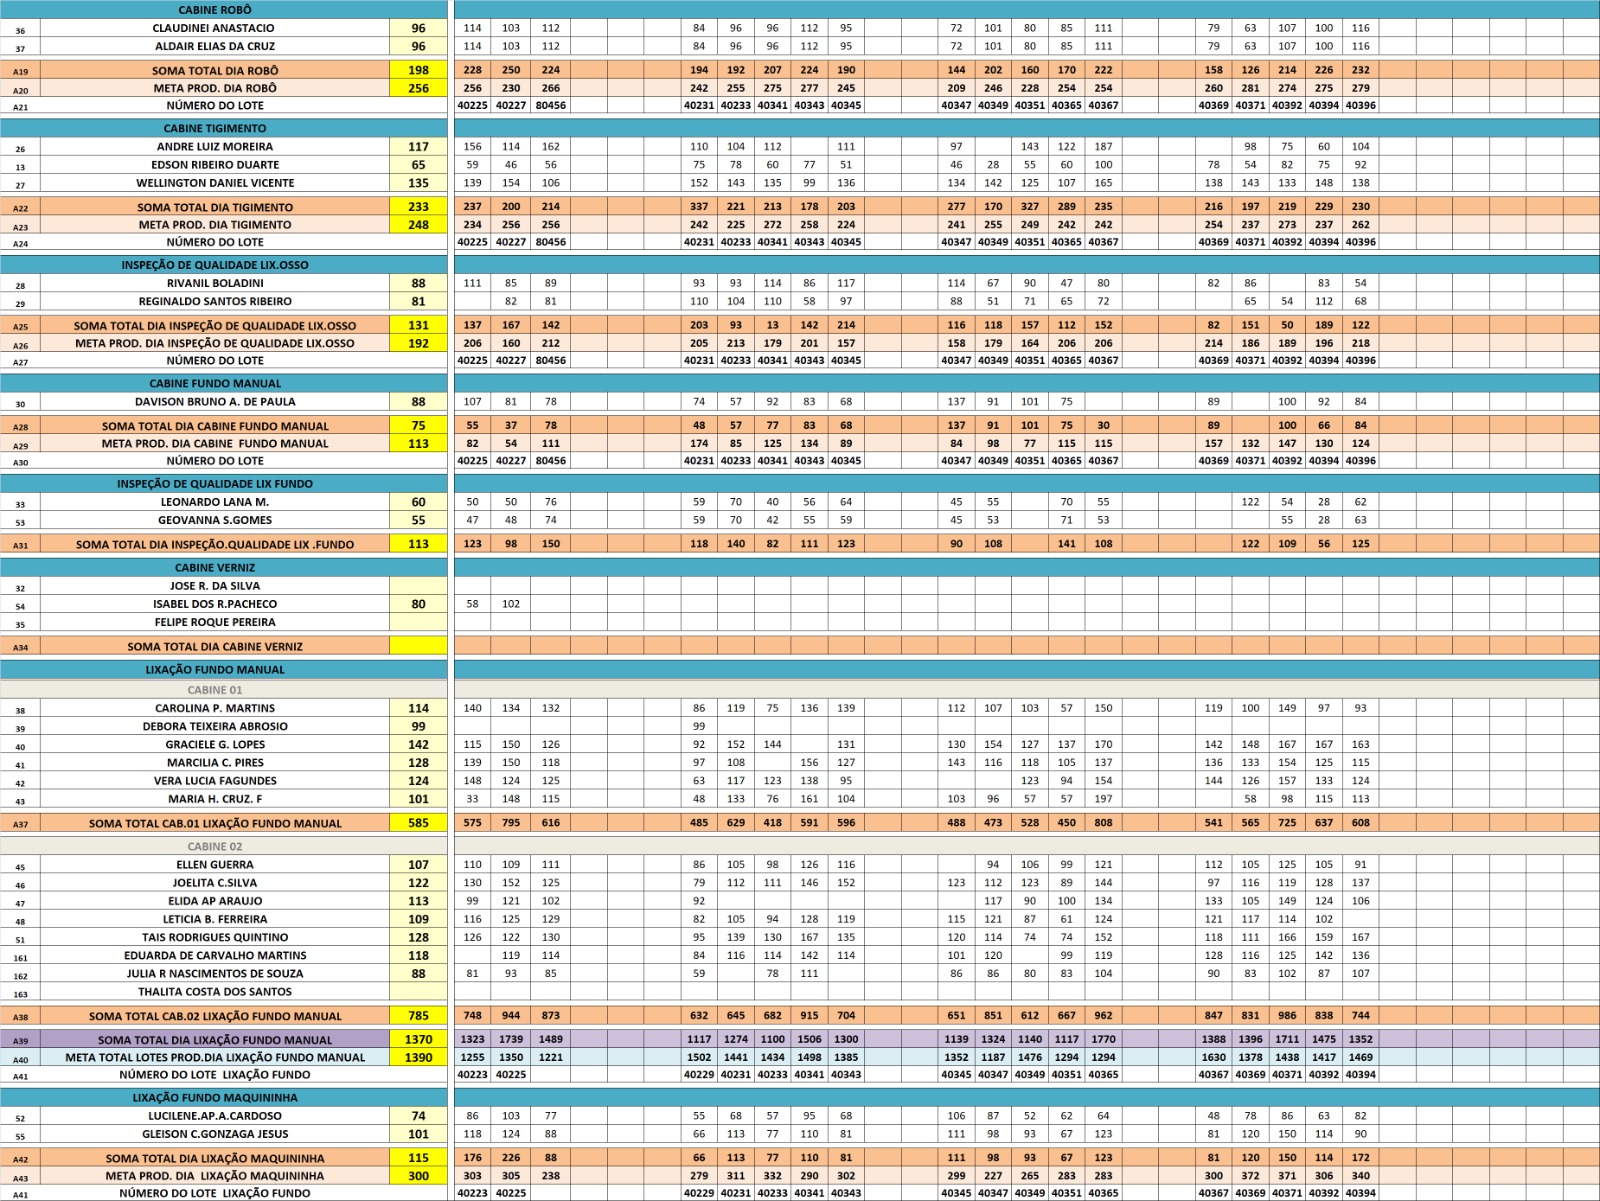 CABINE ROBÔ
36 CLAUDINEI ANASTACIO 96 114 103 112 84 96 96 112 95 72 101 80 85 111 79 63 107 100 116
37 ALDAIR ELIAS DA CRUZ 96 114 103 112 84 96 96 112 95 72 101 80 85 111 79 63 107 100 116
A19 SOMA TOTAL DIA ROBÔ 198 228 250 224 194 192 207 224 190 144 202 160 170 222 158 126 214 226 232
A20 META PROD. DIA ROBÔ 256 256 230 266 242 255 275 277 245 209 246 228 254 254 260 281 274 275 279
A21 NÚMERO DO LOTE 40225 40227 80456 40231 40233 40341 40343 40345 40347 40349 40351 40365 40367 40369 40371 40392 40394 40396
CABINE TIGIMENTO
26 ANDRE LUIZ MOREIRA 117 156 114 162 110 104 112 111 97 143 122 187 98 75 60 104
13 EDSON RIBEIRO DUARTE 65 59 46 56 75 78 60 77 51 46 28 55 60 100 78 54 82 75 92
27 WELLINGTON DANIEL VICENTE 135 139 154 106 152 143 135 99 136 134 142 125 107 165 138 143 133 148 138
A22 SOMA TOTAL DIA TIGIMENTO 233 237 200 214 337 221 213 178 203 277 170 327 289 235 216 197 219 229 230
A23 META PROD. DIA TIGIMENTO 248 234 256 256 242 225 272 258 224 241 255 249 242 242 254 237 273 237 262
A24 NÚMERO DO LOTE 40225 40227 80456 40231 40233 40341 40343 40345 40347 40349 40351 40365 40367 40369 40371 40392 40394 40396
INSPEÇÃO DE QUALIDADE LIX.OSSO
28 RIVANIL BOLADINI 88 111 85 89 93 93 114 86 117 114 67 90 47 80 82 86 83 54
29 REGINALDO SANTOS RIBEIRO 81 82 81 110 104 110 58 97 88 51 71 65 72 65 54 112 68
A25 SOMA TOTAL DIA INSPEÇÃO DE QUALIDADE LIX.OSSO 131 137 167 142 203 93 13 142 214 116 118 157 112 152 82 151 50 189 122
A26 META PROD. DIA INSPEÇÃO DE QUALIDADE LIX.OSSO 192 206 160 212 205 213 179 201 157 158 179 164 206 206 214 186 189 196 218
A27 NÚMERO DO LOTE 40225 40227 80456 40231 40233 40341 40343 40345 40347 40349 40351 40365 40367 40369 40371 40392 40394 40396
CABINE FUNDO MANUAL
30 DAVISON BRUNO A. DE PAULA 88 107 81 78 74 57 92 83 68 137 91 101 75 89 100 92 84
A28 SOMA TOTAL DIA CABINE FUNDO MANUAL 75 55 37 78 48 57 77 83 68 137 91 101 75 30 89 100 66 84
A29 META PROD. DIA CABINE FUNDO MANUAL 113 82 54 111 174 85 125 134 89 84 98 77 115 115 157 132 147 130 124
A30 NÚMERO DO LOTE 40225 40227 80456 40231 40233 40341 40343 40345 40347 40349 40351 40365 40367 40369 40371 40392 40394 40396
INSPEÇÃO DE QUALIDADE LIX FUNDO
33 LEONARDO LANA M. 60 50 50 76 59 70 40 56 64 45 55 70 55 122 54 28 62
53 GEOVANNA S.GOMES 55 47 48 74 59 70 42 55 59 45 53 71 53 55 28 63
A31 SOMA TOTAL DIA INSPEÇÃO.QUALIDADE LIX .FUNDO 113 123 98 150 118 140 82 111 123 90 108 141 108 122 109 56 125
CABINE VERNIZ
32 JOSE R. DA SILVA
54 ISABEL DOS R.PACHECO 80 58 102
35 FELIPE ROQUE PEREIRA
A34 SOMA TOTAL DIA CABINE VERNIZ
LIXAÇÃO FUNDO MANUAL
CABINE 01
38 CAROLINA P. MARTINS 114 140 134 132 86 119 75 136 139 112 107 103 57 150 119 100 149 97 93
39 DEBORA TEIXEIRA ABROSIO 99 99
40 GRACIELE G. LOPES 142 115 150 126 92 152 144 131 130 154 127 137 170 142 148 167 167 163
41 MARCILIA C. PIRES 128 139 150 118 97 108 156 127 143 116 118 105 137 136 133 154 125 115
42 VERA LUCIA FAGUNDES 124 148 124 125 63 117 123 138 95 123 94 154 144 126 157 133 124
43 MARIA H. CRUZ. F 101 33 148 115 48 133 76 161 104 103 96 57 57 197 58 98 115 113
A37 SOMA TOTAL CAB.01 LIXAÇÃO FUNDO MANUAL 585 575 795 616 485 629 418 591 596 488 473 528 450 808 541 565 725 637 608
CABINE 02
45 ELLEN GUERRA 107 110 109 111 86 105 98 126 116 94 106 99 121 112 105 125 105 91
46 JOELITA C.SILVA 122 130 152 125 79 112 111 146 152 123 112 123 89 144 97 116 119 128 137
47 ELIDA AP ARAUJO 113 99 121 102 92 117 90 100 134 133 105 149 124 106
48 LETICIA B. FERREIRA 109 116 125 129 82 105 94 128 119 115 121 87 61 124 121 117 114 102
51 TAIS RODRIGUES QUINTINO 128 126 122 130 95 139 130 167 135 120 114 74 74 152 118 111 166 159 167
161 EDUARDA DE CARVALHO MARTINS 118 119 114 84 116 114 142 114 101 120 99 119 128 116 125 142 136
162 JULIA R NASCIMENTOS DE SOUZA 88 81 93 85 59 78 111 86 86 80 83 104 90 83 102 87 107
163 THALITA COSTA DOS SANTOS
A38 SOMA TOTAL CAB.02 LIXAÇÃO FUNDO MANUAL 785 748 944 873 632 645 682 915 704 651 851 612 667 962 847 831 986 838 744
A39 SOMA TOTAL DIA LIXAÇÃO FUNDO MANUAL 1370 1323 1739 1489 1117 1274 1100 1506 1300 1139 1324 1140 1117 1770 1388 1396 1711 1475 1352
A40 META TOTAL LOTES PROD.DIA LIXAÇÃO FUNDO MANUAL 1390 1255 1350 1221 1502 1441 1434 1498 1385 1352 1187 1476 1294 1294 1630 1378 1438 1417 1469
A41 NÚMERO DO LOTE LIXAÇÃO FUNDO 40223 40225 40229 40231 40233 40341 40343 40345 40347 40349 40351 40365 40367 40369 40371 40392 40394
LIXAÇÃO FUNDO MAQUININHA
52 LUCILENE.AP.A.CARDOSO 74 86 103 77 55 68 57 95 68 106 87 52 62 64 48 78 86 63 82
55 GLEISON C.GONZAGA JESUS 101 118 124 88 66 113 77 110 81 111 98 93 67 123 81 120 150 114 90
A42 SOMA TOTAL DIA LIXAÇÃO MAQUININHA 115 176 226 88 66 113 77 110 81 111 98 93 67 123 81 120 150 114 172
A43 META PROD. DIA LIXAÇÃO MAQUININHA 300 303 305 238 279 311 332 290 302 299 227 265 283 283 300 372 371 306 340
A41 NÚMERO DO LOTE LIXAÇÃO FUNDO 40223 40225 40229 40231 40233 40341 40343 40345 40347 40349 40351 40365 40367 40369 40371 40392 40394